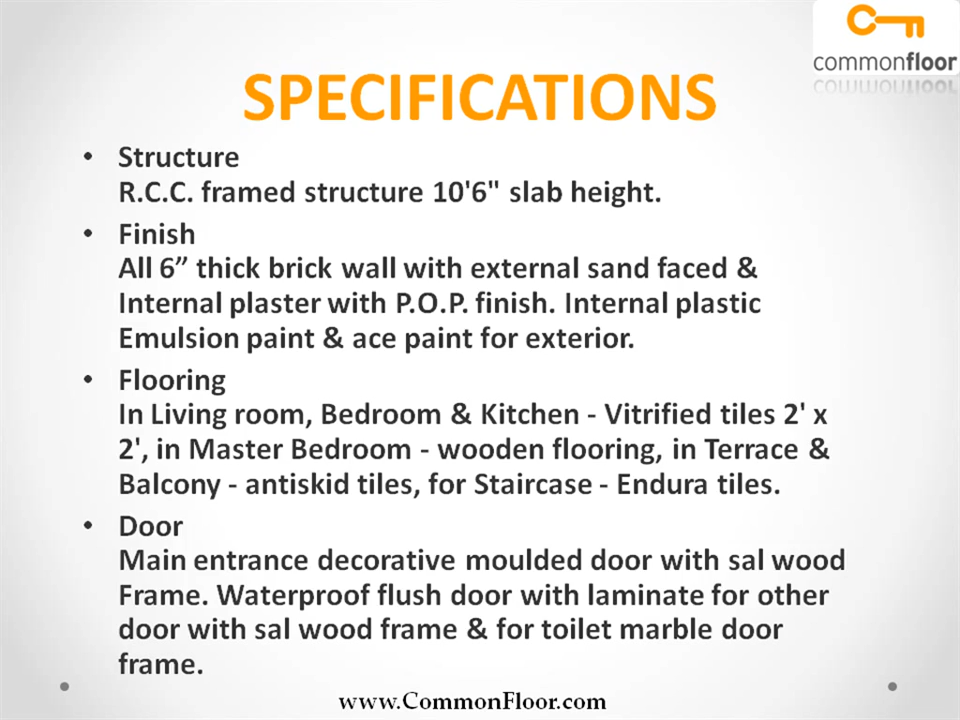 commonfloor
SPECIFICATIONS
• Structure
R.C.C. framed structure 10'6" slab height.
• Finish
All 6” thick brick wall with external sand faced &
Internal plaster with P.O.P. finish. Internal plastic
Emulsion paint & ace paint for exterior.
• Flooring
In Living room, Bedroom & Kitchen - Vitrified tiles 2' x
2', in Master Bedroom - wooden flooring, in Terrace &
Balcony - antiskid tiles, for Staircase - Endura tiles.
• Door
Main entrance decorative moulded door with sal wood
Frame. Waterproof flush door with laminate for other
door with sal wood frame & for toilet marble door
frame.
www.CommonFloor.com